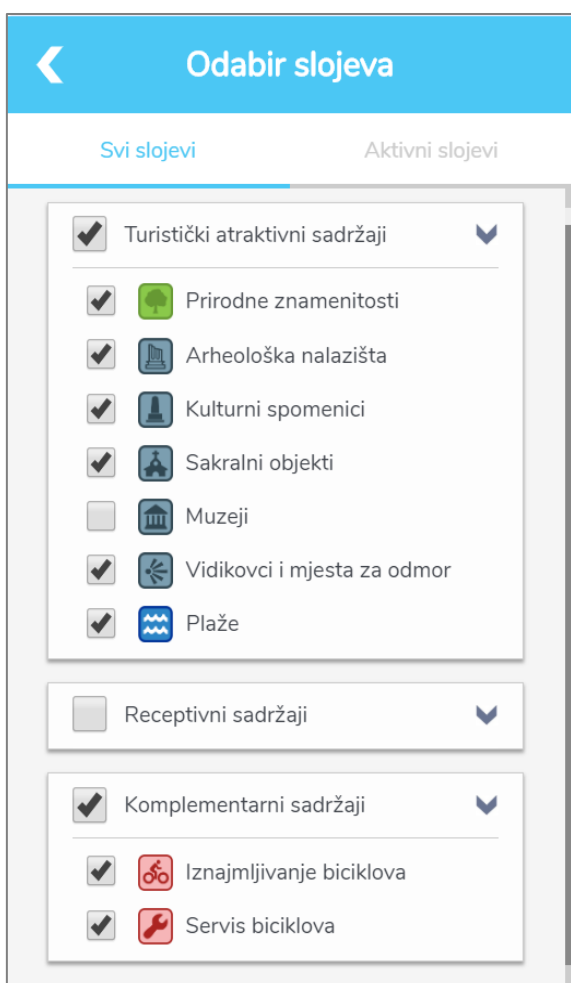 Odabir slojeva
Svi slojevi
Aktivni slojevi
Turistički atraktivni sadržaji
Prirodne znamenitosti
Arheološka nalazišta
Kulturni spomenici
Sakralni objekti
Muzeji
Vidikovci i mjesta za odmor
Plaže
Receptivni sadržaji
Komplementarni sadržaji
Iznajmljivanje biciklova
Servis biciklova